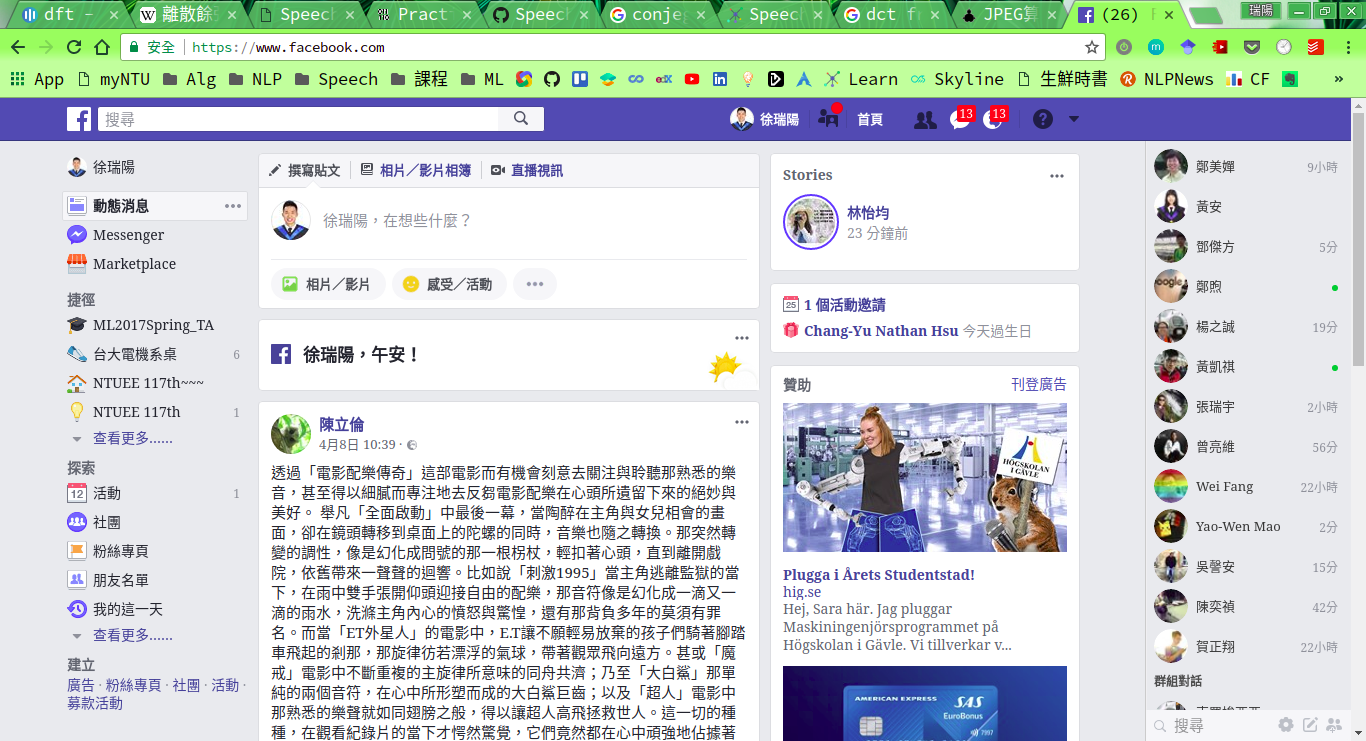 dft -
離散餘
Speech
Pract
Speec
conje
Speec
dct f
JPEG算
(26)
瑞陽
安全 https://www.facebook.com
App myNTU Alg NLP Speech 課程 ML Learn Skyline 生鮮時書 NLPNews CF »
搜尋
徐瑞陽 首頁 13 13
徐瑞陽
動態消息
Messenger
Marketplace
捷徑
ML2017Spring_TA
台大電機系桌 6
NTUEE 117th~~~
NTUEE 117th 1
查看更多……
探索
活動 1
社團
粉絲專頁
朋友名單
我的這一天
查看更多……
建立
廣告 · 粉絲專頁 · 社團 · 活動 ·
募款活動
撰寫貼文 相片／影片相簿 直播視訊
徐瑞陽，在想些什麼？
相片／影片 感受／活動
徐瑞陽，午安！
陳立倫
4月8日 10:39 ·
透過「電影配樂傳奇」這部電影而有機會刻意去關注與聆聽那熟悉的樂
音，甚至得以細膩而專注地去反芻電影配樂在心頭所遺留下來的絕妙與
美好。 舉凡「全面啟動」中最後一幕，當陶醉在主角與女兒相會的畫
面，卻在鏡頭轉移到桌面上的陀螺的同時，音樂也隨之轉換。那突然轉
變的調性，像是幻化成問號的那一根柺杖，輕扣著心頭，直到離開戲
院，依舊帶來一聲聲的迴響。比如說「刺激1995」當主角逃離監獄的當
下，在雨中雙手張開仰頭迎接自由的配樂，那音符像是幻化成一滴又一
滴的雨水，洗滌主角內心的憤怒與驚惶，還有那背負多年的莫須有罪
名。而當「ET外星人」的電影中，E.T讓不願輕易放棄的孩子們騎著腳踏
車飛起的剎那，那旋律彷若漂浮的氣球，帶著觀眾飛向遠方。甚或「魔
戒」電影中不斷重複的主旋律所意味的同舟共濟；乃至「大白鯊」那單
純的兩個音符，在心中所形塑而成的大白鯊巨齒；以及「超人」電影中
那熟悉的樂聲就如同翅膀之般，得以讓超人高飛拯救世人。這一切的種
種，在觀看紀錄片的當下才愕然驚覺，它們竟然都在心中頑強地佔據著
Stories
林怡均
23 分鐘前
25 1 個活動邀請
Chang-Yu Nathan Hsu 今天過生日
贊助 刊登廣告
HÖGSKOLAN
I GÄVLE
Plugga i Årets Studentstad!
hig.se
Hej, Sara här. Jag pluggar
Maskiningenjörsprogrammet på
Högskolan i Gävle. Vi tillverkar v...
AMERICAN EXPRESS
SAS
EuroBonus
鄭美嬋 9小時
黃安
鄧傑方 5分
鄭煦
楊之誠 19分
黃凱祺
張瑞宇 2小時
曾亮維 56分
Wei Fang 22小時
Yao-Wen Mao 2分
吳謦安 15分
陳奕禎 42分
賀正翔 22小時
群組對話
搜尋